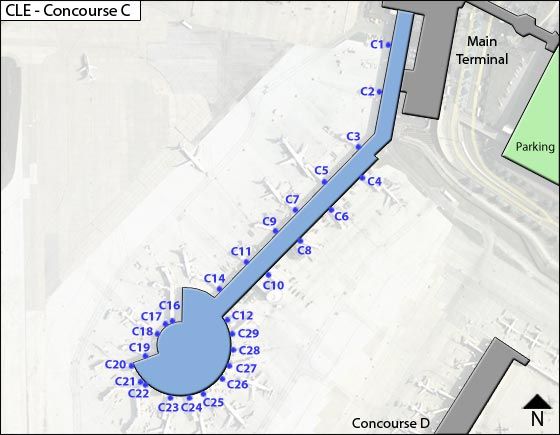 CLE - Concourse C
C1
Main
Terminal
C2
C3
Parking
C5
C4
C7
C6
C9
C8
C11
C10
C14
C16
C12
C17
C18
C29
C19
C28
C20
C27
C21
C26
C22
C25
C23
C24
Concourse D
N